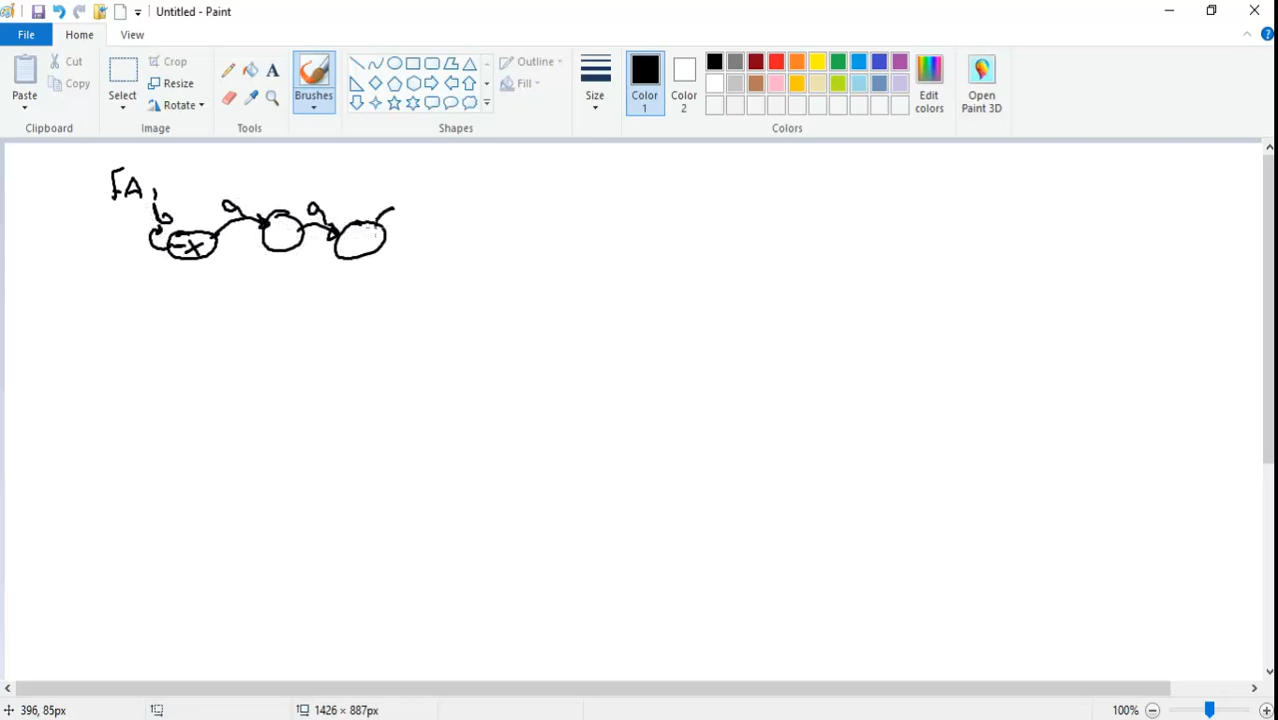 Untitled - Paint
File Home View
Paste Cut Copy Select Crop Resize Rotate Brushes Outline Fill Size Color 1 Color 2 Edit colors Open Paint 3D
Clipboard Image Tools Shapes Colors
FA,
b a a
-x
396, 85px 1426 × 887px 100%